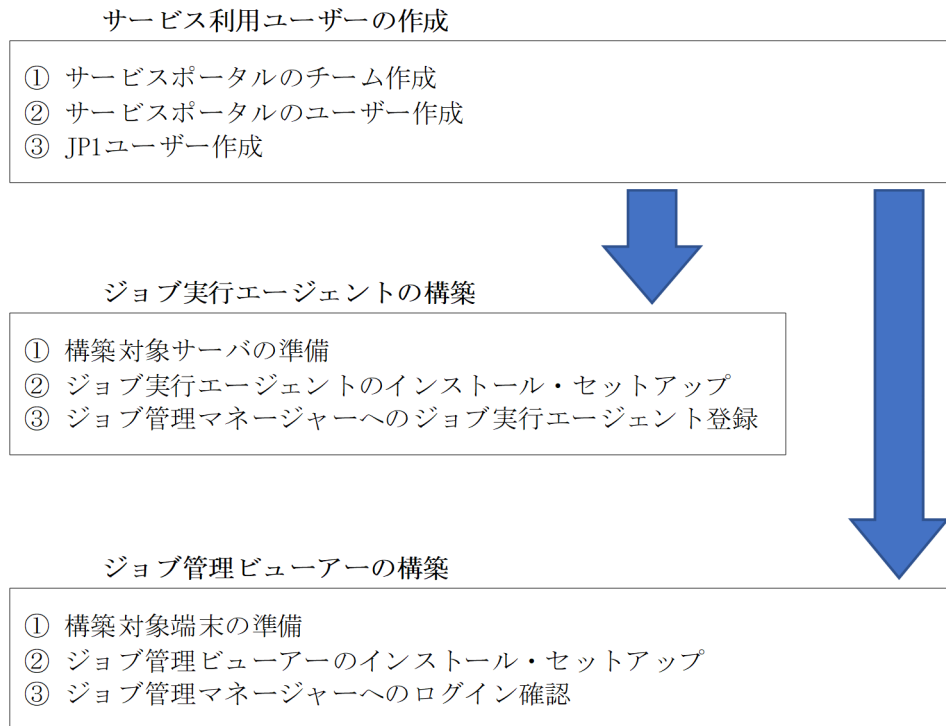 サービス利用ユーザーの作成
① サービスポータルのチーム作成
② サービスポータルのユーザー作成
③ JP1ユーザー作成
ジョブ実行エージェントの構築
① 構築対象サーバの準備
② ジョブ実行エージェントのインストール・セットアップ
③ ジョブ管理マネージャーへのジョブ実行エージェント登録
ジョブ管理ビューアーの構築
① 構築対象端末の準備
② ジョブ管理ビューアーのインストール・セットアップ
③ ジョブ管理マネージャーへのログイン確認